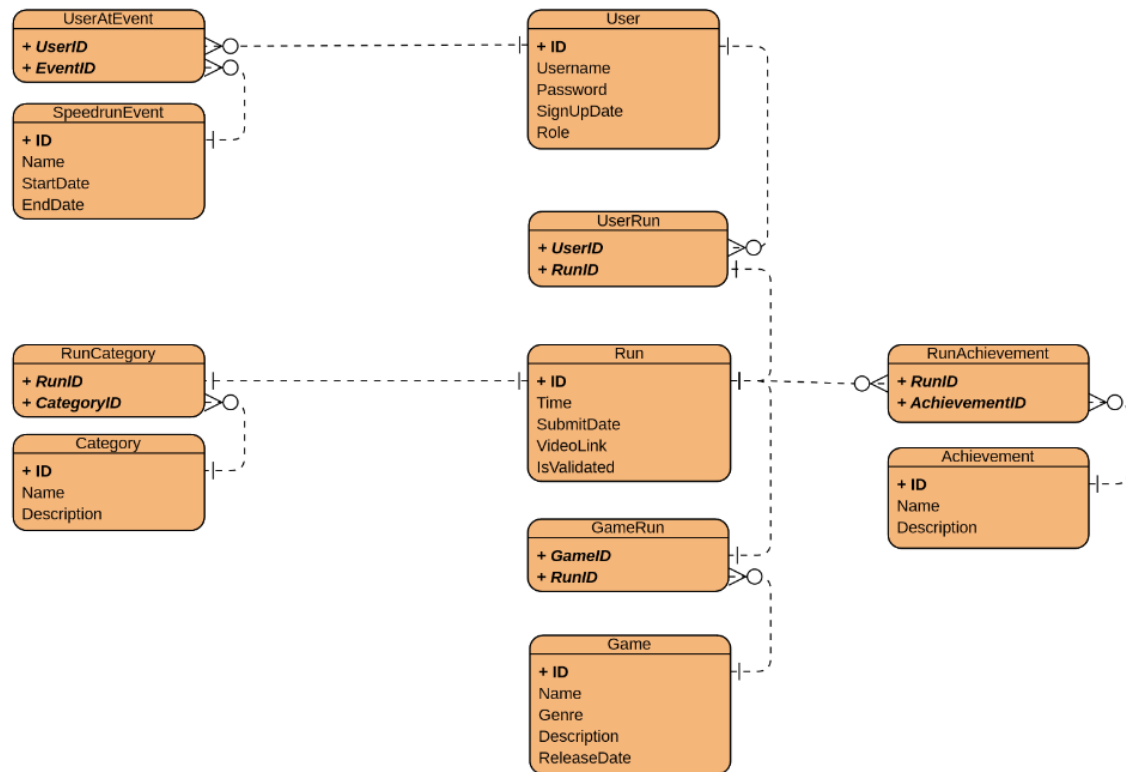 UserAtEvent
+ UserID
+ EventID
SpeedrunEvent
+ ID
Name
StartDate
EndDate
User
+ ID
Username
Password
SignUpDate
Role
UserRun
+ UserID
+ RunID
RunCategory
+ RunID
+ CategoryID
Category
+ ID
Name
Description
Run
+ ID
Time
SubmitDate
VideoLink
IsValidated
RunAchievement
+ RunID
+ AchievementID
Achievement
+ ID
Name
Description
GameRun
+ GameID
+ RunID
Game
+ ID
Name
Genre
Description
ReleaseDate